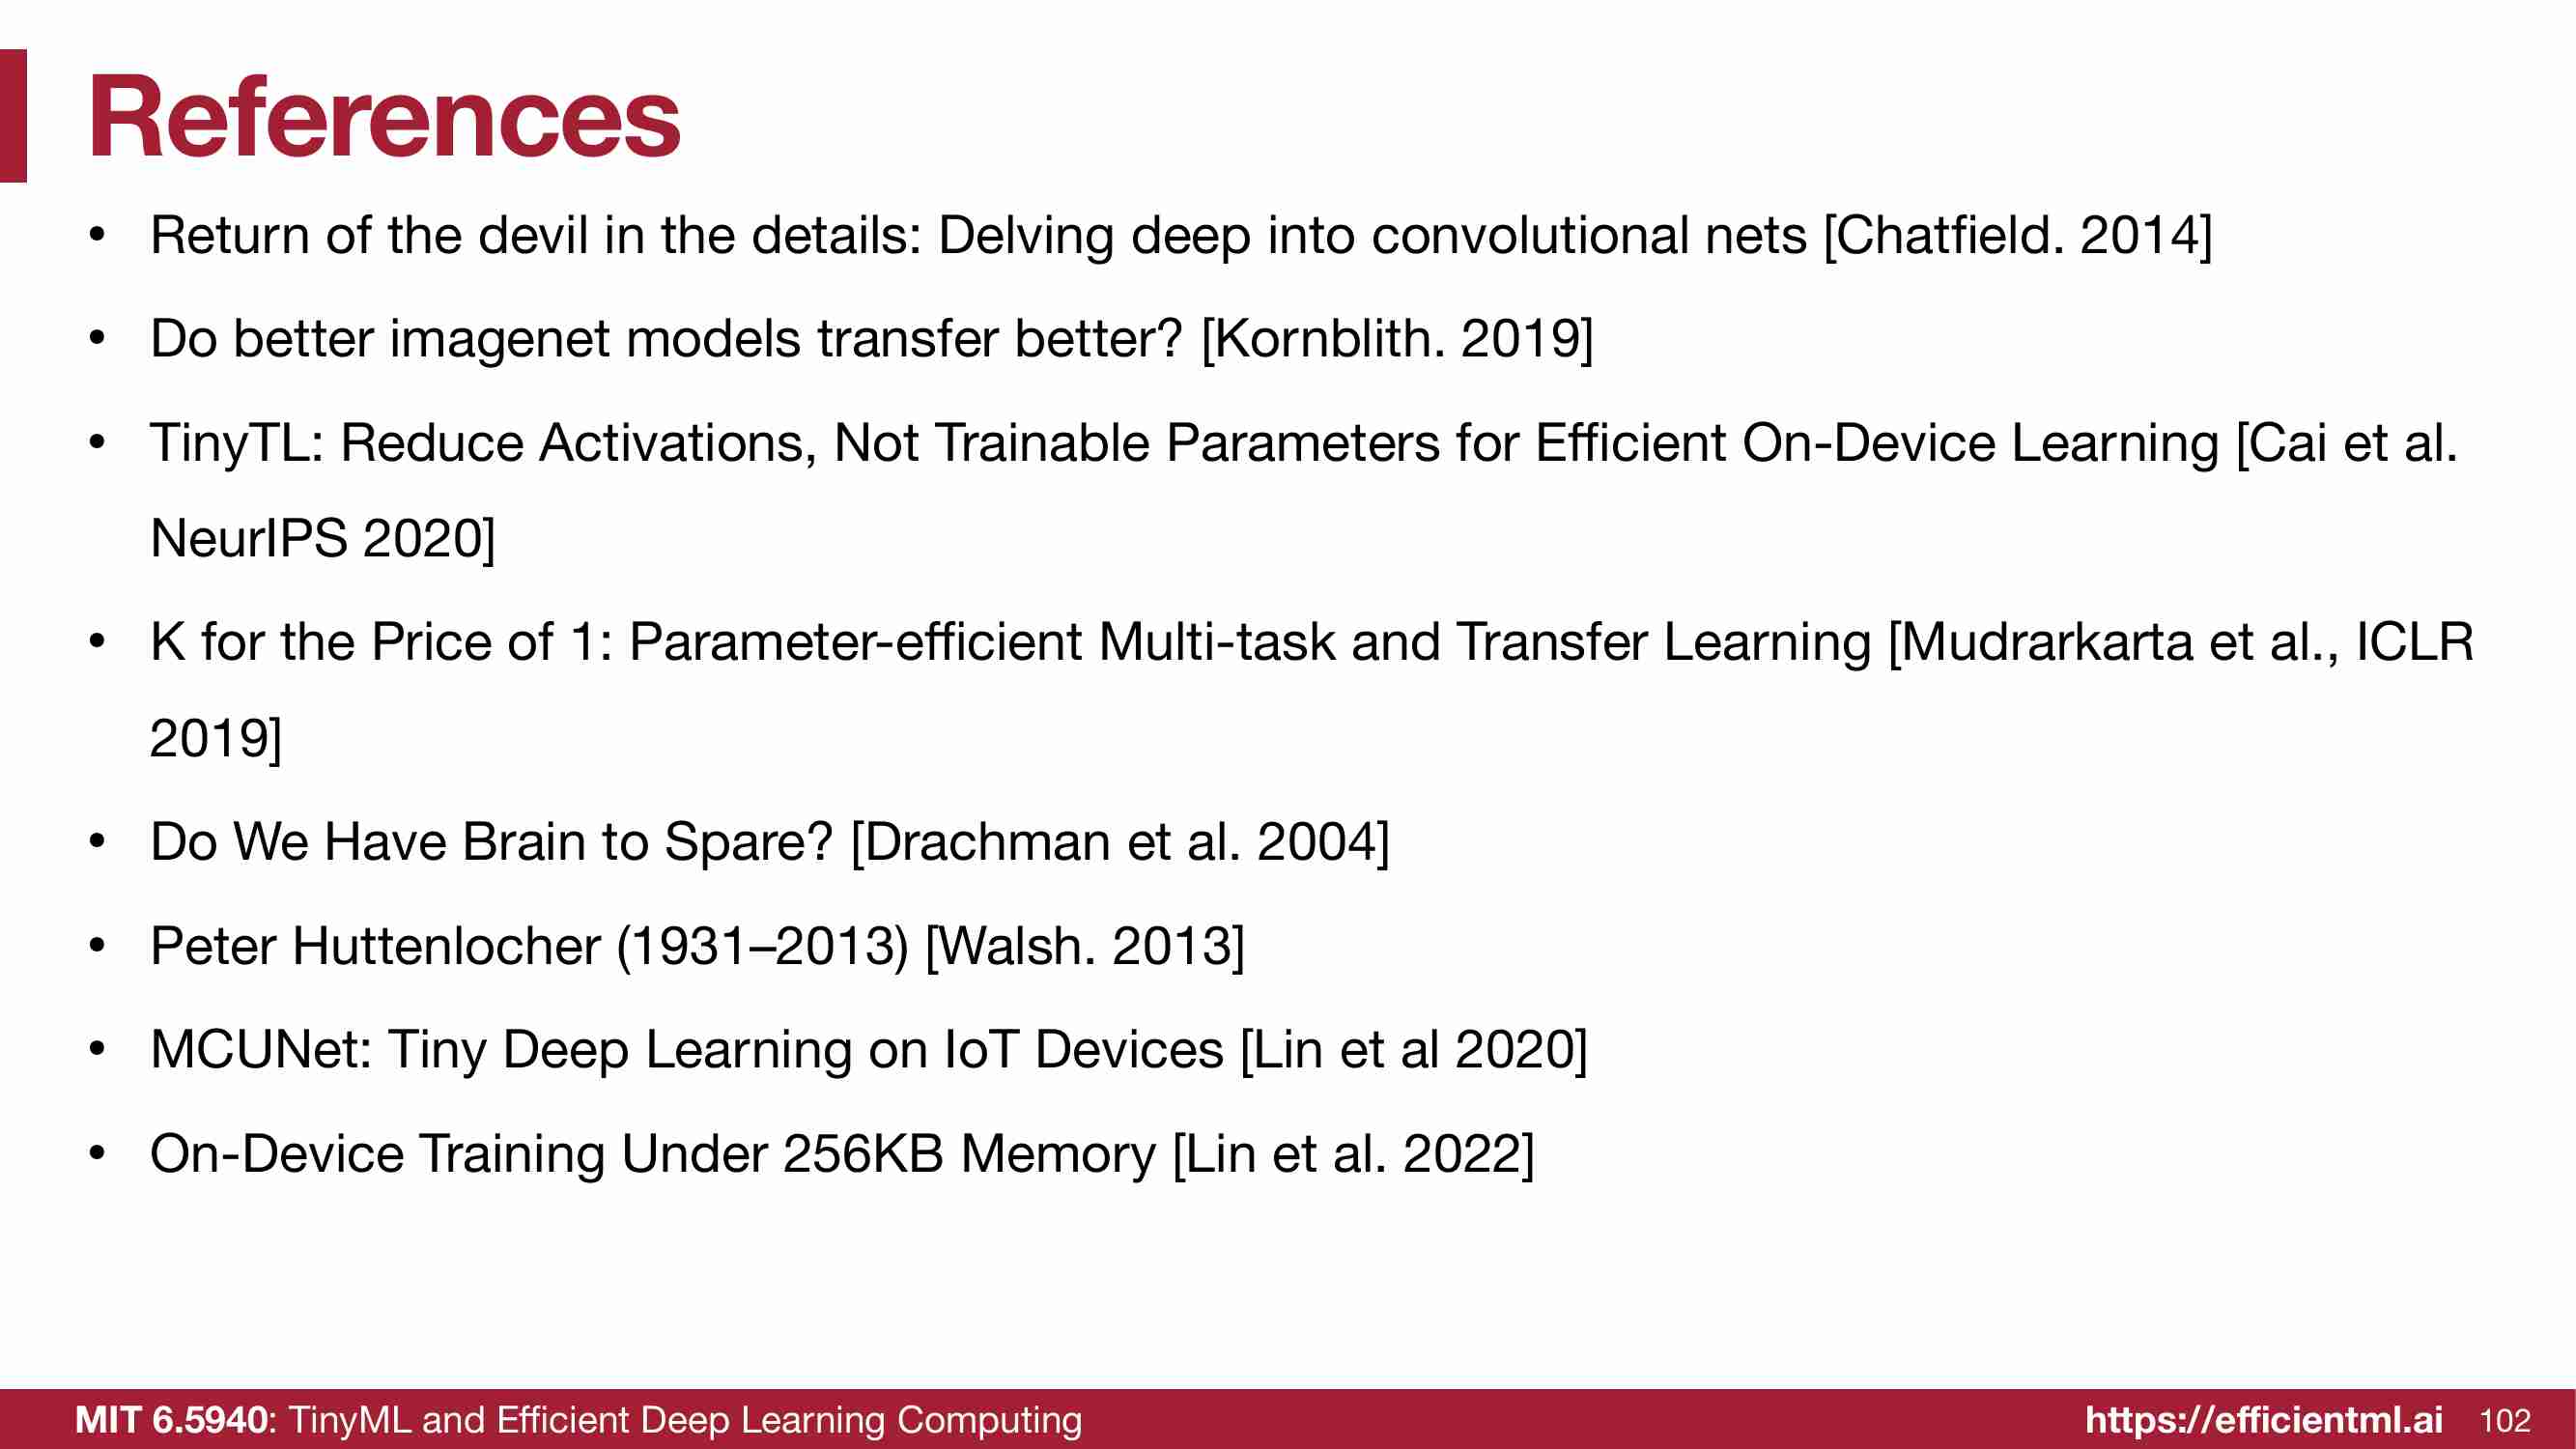 References
• Return of the devil in the details: Delving deep into convolutional nets [Chatfield. 2014]
• Do better imagenet models transfer better? [Kornblith. 2019]
• TinyTL: Reduce Activations, Not Trainable Parameters for Efficient On-Device Learning [Cai et al.
NeurIPS 2020]
• K for the Price of 1: Parameter-efficient Multi-task and Transfer Learning [Mudrarkarta et al., ICLR
2019]
• Do We Have Brain to Spare? [Drachman et al. 2004]
• Peter Huttenlocher (1931–2013) [Walsh. 2013]
• MCUNet: Tiny Deep Learning on IoT Devices [Lin et al 2020]
• On-Device Training Under 256KB Memory [Lin et al. 2022]
MIT 6.5940: TinyML and Efficient Deep Learning Computing
https://efficientml.ai 102